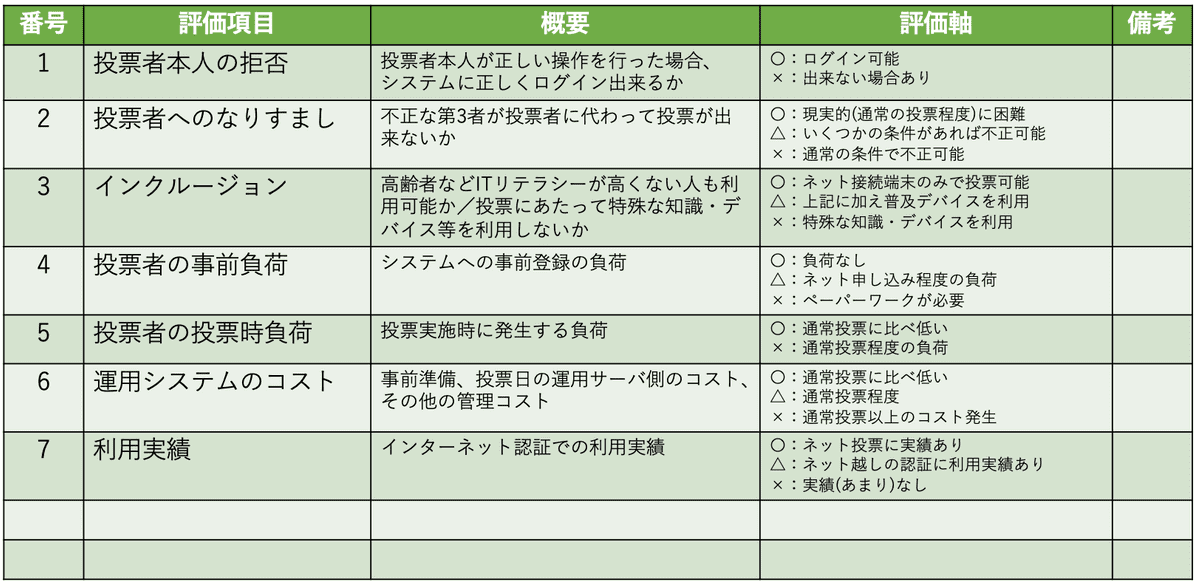 番号 評価項目 概要 評価軸 備考
1 投票者本人の拒否
投票者本人が正しい操作を行った場合、
システムに正しくログイン出来るか
〇：ログイン可能
×：出来ない場合あり
2 投票者へのなりすまし
不正な第3者が投票者に代わって投票が出
来ないか
〇：現実的(通常の投票程度)に困難
△：いくつかの条件があれば不正可能
×：通常の条件で不正可能
3 インクルージョン
高齢者などITリテラシーが高くない人も利
用可能か／投票にあたって特殊な知識・デ
バイス等を利用しないか
〇：ネット接続端末のみで投票可能
△：上記に加え普及デバイスを利用
×：特殊な知識・デバイスを利用
4 投票者の事前負荷
システムへの事前登録の負荷
〇：負荷なし
△：ネット申し込み程度の負荷
×：ペーパーワークが必要
5 投票者の投票時負荷
投票実施時に発生する負荷
〇：通常投票に比べ低い
×：通常投票程度の負荷
6 運用システムのコスト
事前準備、投票日の運用サーバ側のコスト、
その他の管理コスト
〇：通常投票に比べ低い
△：通常投票程度
×：通常投票以上のコスト発生
7 利用実績
インターネット認証での利用実績
〇：ネット投票に実績あり
△：ネット越しの認証に利用実績あり
×：実績(あまり)なし